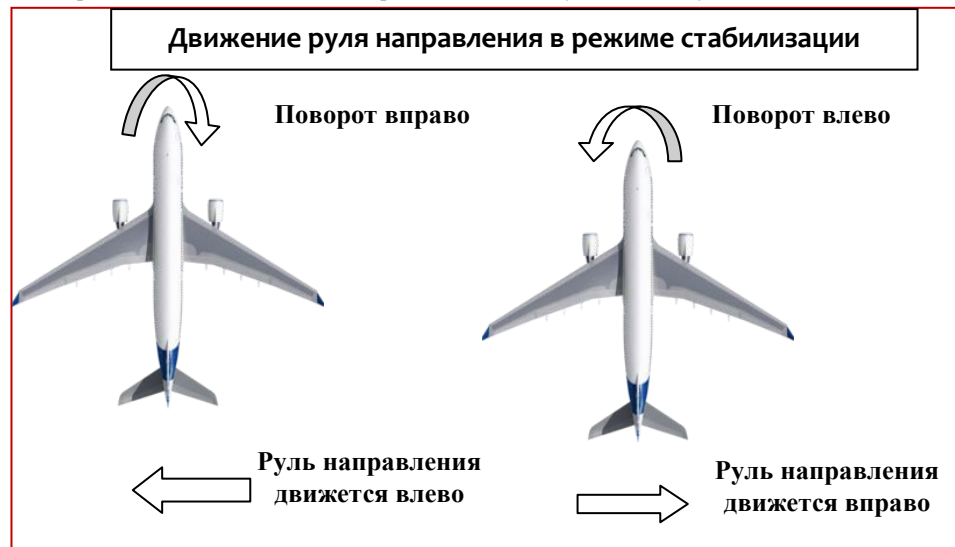 Движение руля направления в режиме стабилизации
Поворот вправо
Поворот влево
Руль направления
движется влево
Руль направления
движется вправо